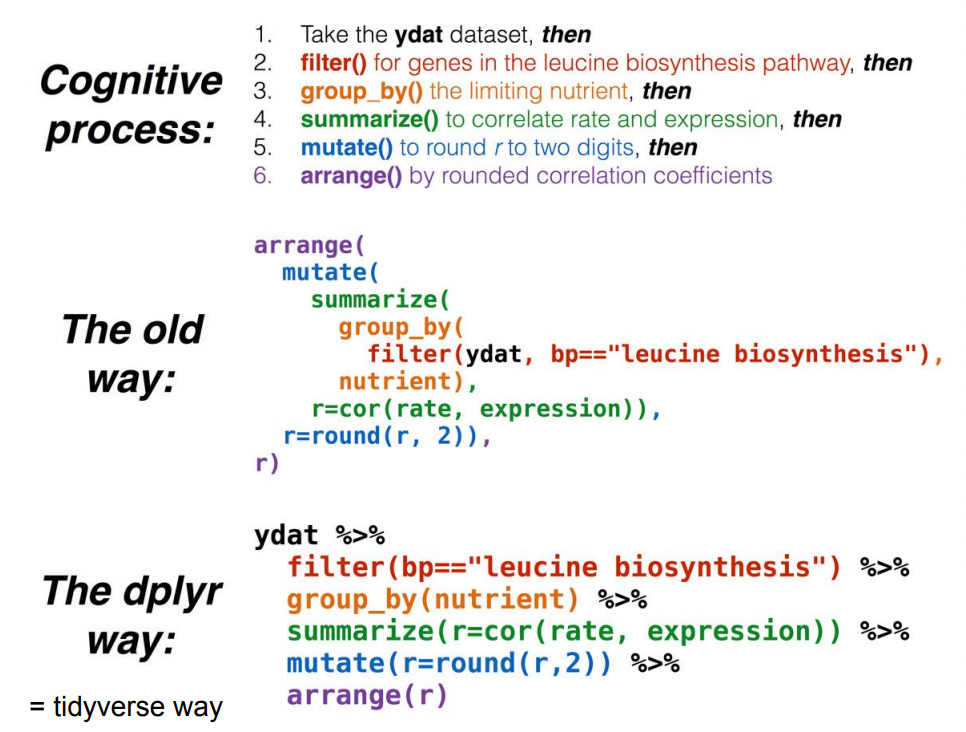 Cognitive process:
1. Take the ydat dataset, then
2. filter() for genes in the leucine biosynthesis pathway, then
3. group_by() the limiting nutrient, then
4. summarize() to correlate rate and expression, then
5. mutate() to round r to two digits, then
6. arrange() by rounded correlation coefficients
The old way:
arrange(
  mutate(
    summarize(
      group_by(
        filter(ydat, bp=="leucine biosynthesis"),
      nutrient),
    r=cor(rate, expression)),
  r=round(r, 2)),
r)
The dplyr way:
= tidyverse way
ydat %>%
  filter(bp=="leucine biosynthesis") %>%
  group_by(nutrient) %>%
  summarize(r=cor(rate, expression)) %>%
  mutate(r=round(r,2)) %>%
  arrange(r)